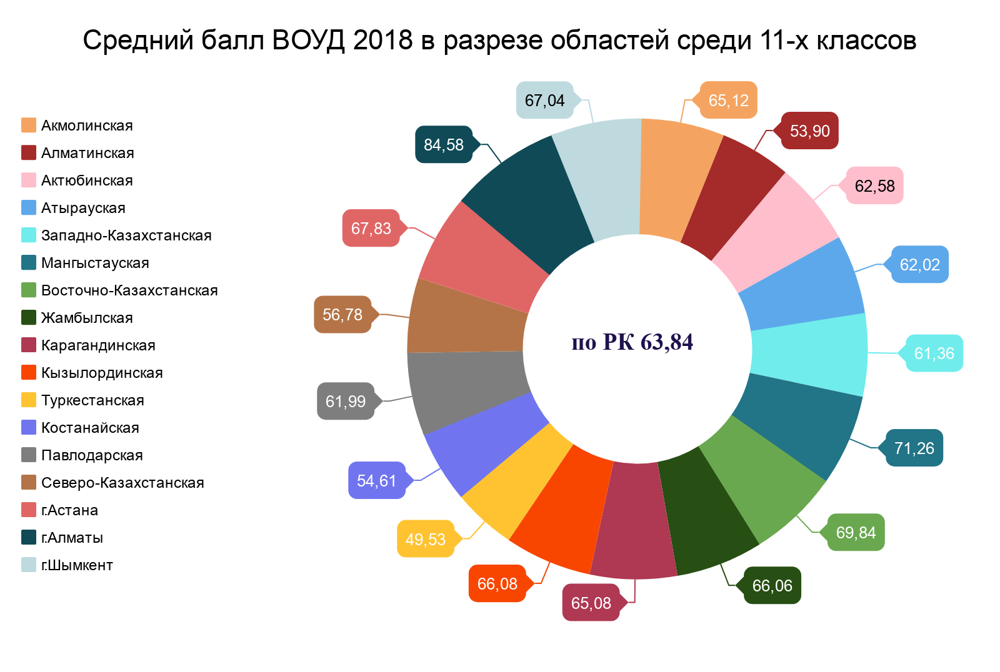 Средний балл ВОУД 2018 в разрезе областей среди 11-х классов
Акмолинская
Алматинская
Актюбинская
Атырауская
Западно-Казахстанская
Мангыстауская
Восточно-Казахстанская
Жамбылская
Карагандинская
Кызылординская
Туркестанская
Костанайская
Павлодарская
Северо-Казахстанская
г.Астана
г.Алматы
г.Шымкент
65,12
53,90
62,58
62,02
61,36
71,26
69,84
66,06
65,08
66,08
49,53
54,61
61,99
56,78
67,83
84,58
67,04
по РК 63,84